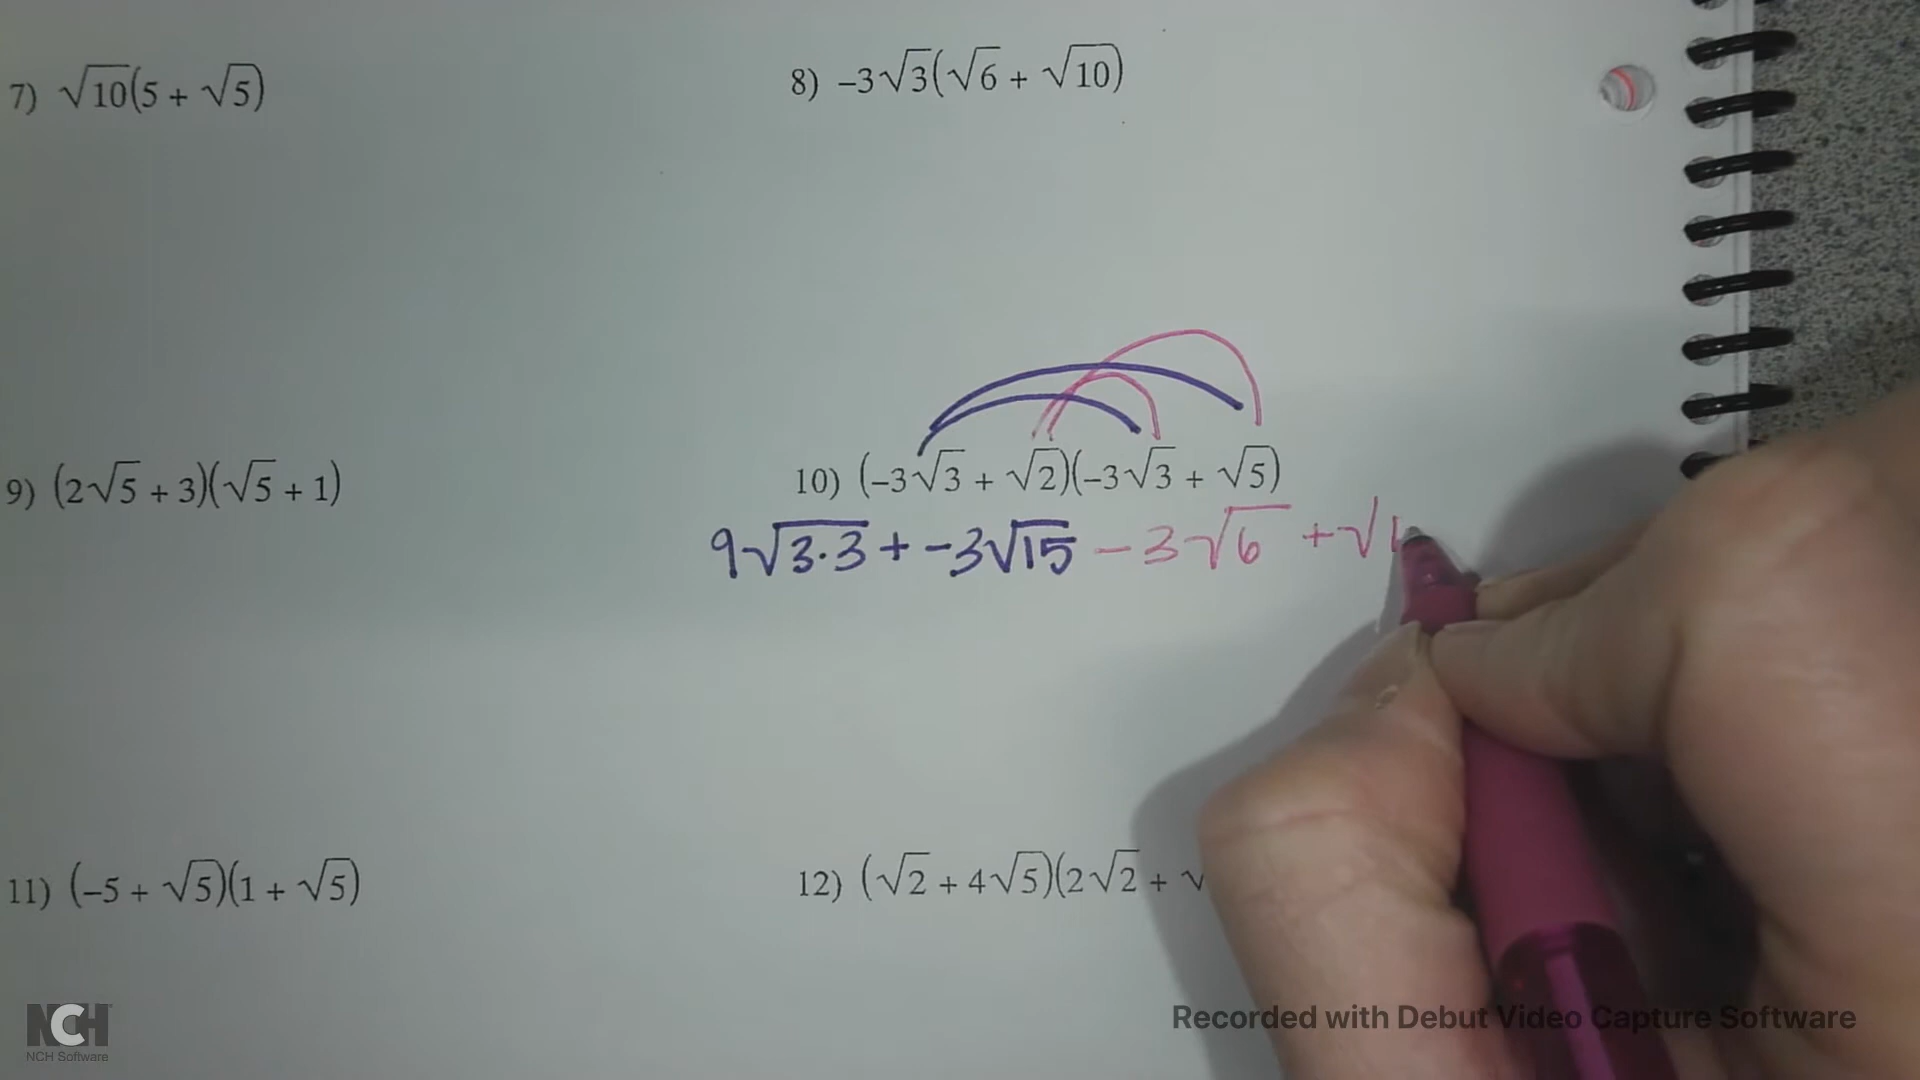 7) √10(5 + √5)
8) –3√3(√6 + √10)
9) (2√5 + 3)(√5 + 1)
10) (–3√3 + √2)(–3√3 + √5)
9√3·3 + -3√15 - 3√6 + √1
11) (–5 + √5)(1 + √5)
12) (√2 + 4√5)(2√2 + √
NCH
NCH Software
Recorded with Debut Video Capture Software